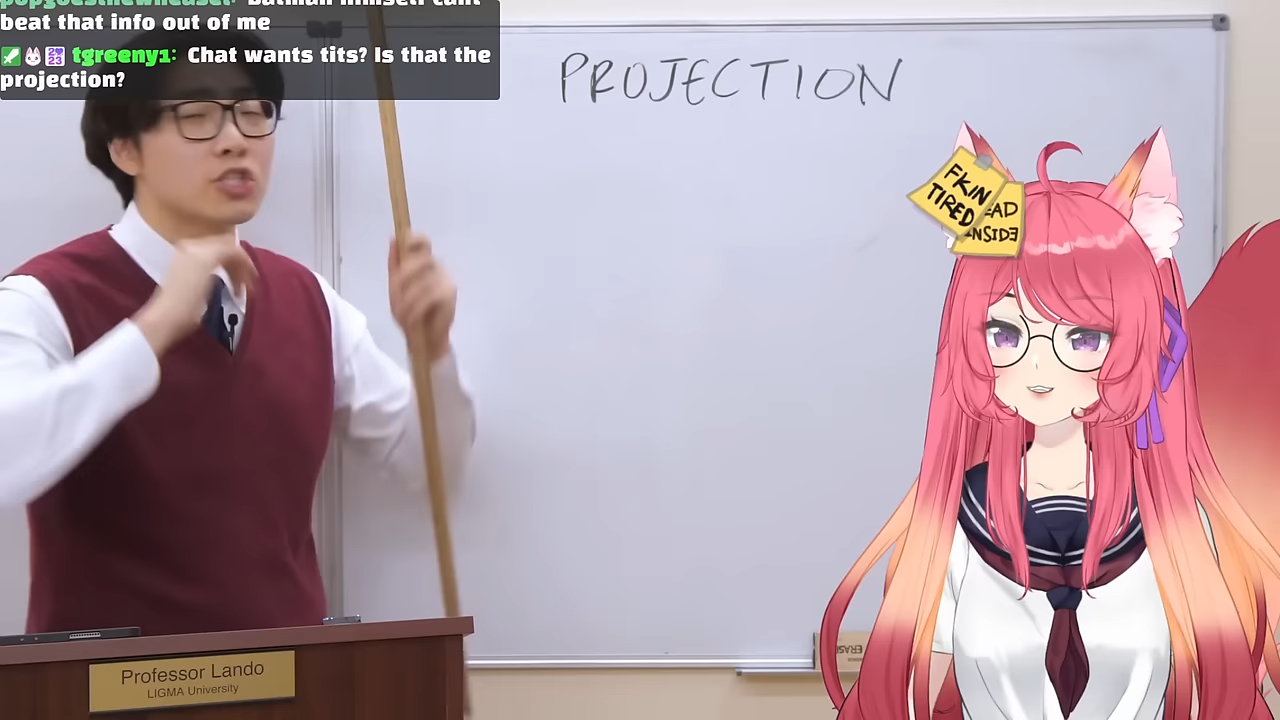 beat that info out of me
tgreeny1: Chat wants tits? Is that the
projection?
PROJECTION
FKIN
TIRED
INSIDE
Professor Lando
LIGMA University